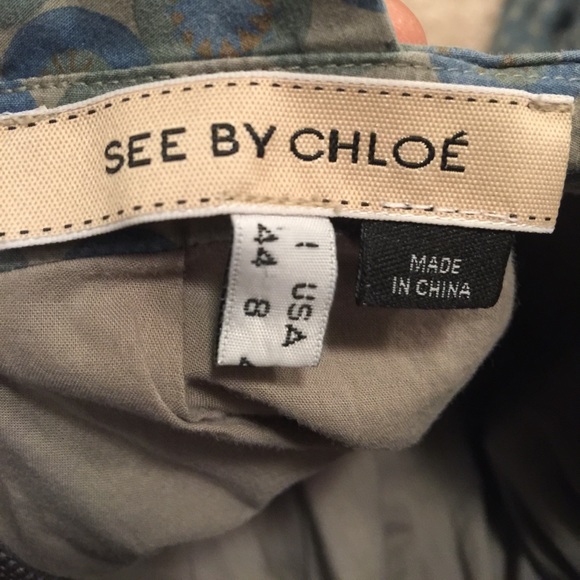 SEE BY CHLOÉ
I USA
44 8
MADE
IN CHINA